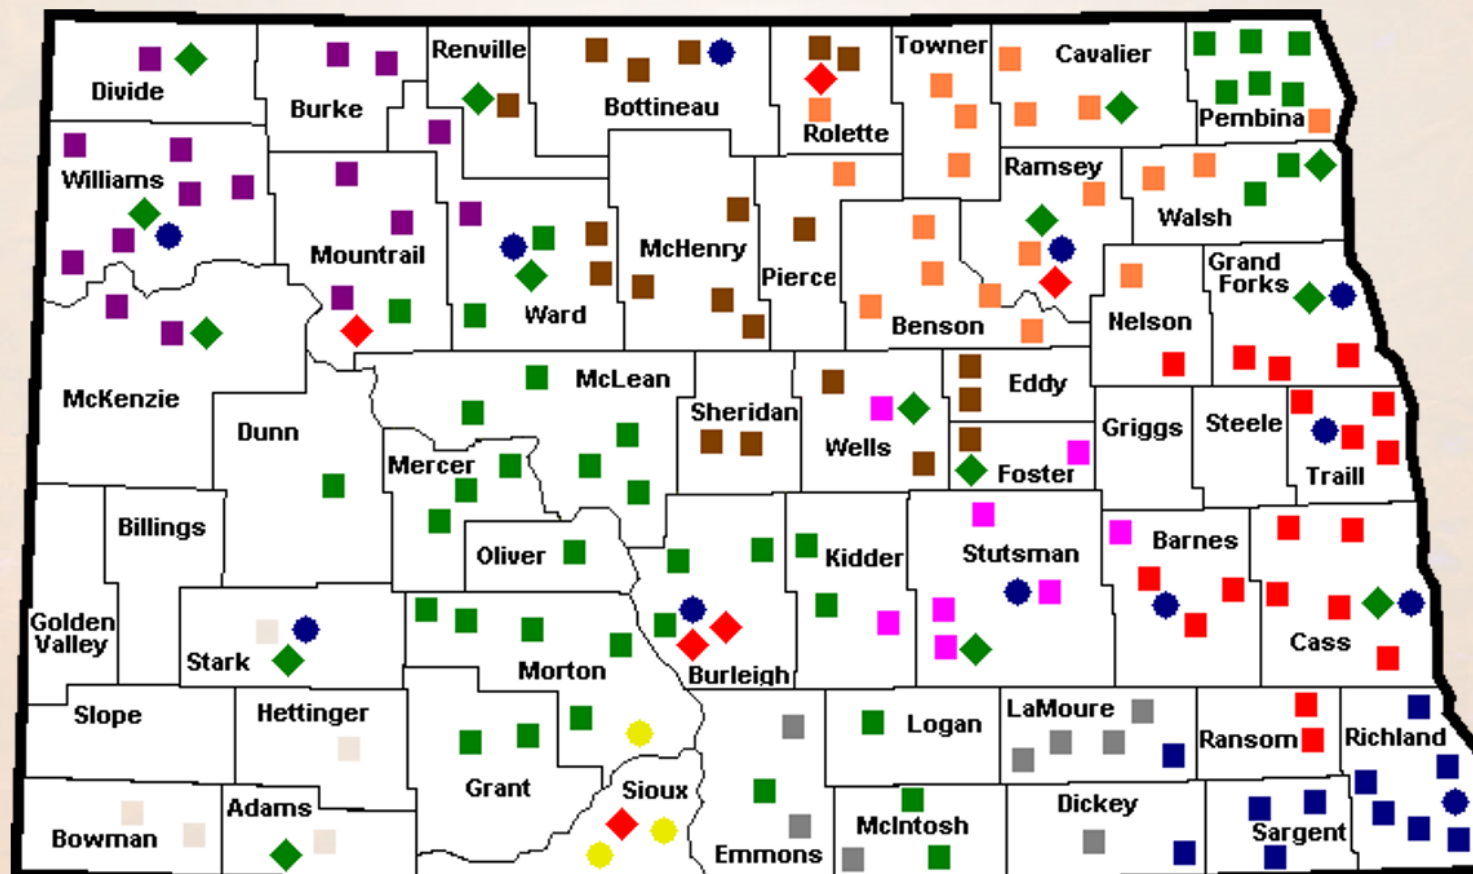 Renville
Towner
Cavalier
Divide
Burke
Bottineau
Rolette
Pembina
Williams
Ramsey
Walsh
Mountrail
McHenry
Pierce
Grand
Forks
Ward
Benson
Nelson
McKenzie
McLean
Eddy
Sheridan
Dunn
Wells
Griggs
Steele
Mercer
Foster
Traill
Billings
Oliver
Kidder
Stutsman
Barnes
Golden
Valley
Stark
Morton
Burleigh
Cass
Slope
Hettinger
Logan
LaMoure
Ransom
Richland
Grant
Sioux
Adams
Bowman
Emmons
McIntosh
Dickey
Sargent